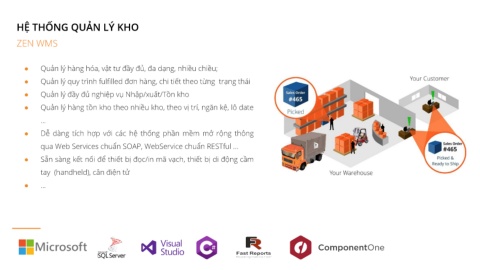 HỆ THỐNG QUẢN LÝ KHO
ZEN WMS
● Quản lý hàng hóa, vật tư đầy đủ, đa dạng, nhiều chiều;
● Quản lý quy trình fulfilled đơn hàng, chi tiết theo từng trạng thái
● Quản lý đầy đủ nghiệp vụ Nhập/xuất/Tồn kho
● Quản lý hàng tồn kho theo nhiều kho, theo vị trí, ngăn kệ, lô date
...
● Dễ dàng tích hợp với các hệ thống phần mềm mở rộng thông
qua Web Services chuẩn SOAP, WebService chuẩn RESTful ...
● Sẵn sàng kết nối để thiết bị đọc/in mã vạch, thiết bị di động cầm
tay (handheld), cân điện tử
● ...
Your Customer
Sales Order
#465
Picked
Sales Order
#465
Picked &
Ready to Ship
Your Warehouse
Microsoft
Microsoft
SQL Server
Visual
Studio
C#
FR
Fast Reports
ComponentOne